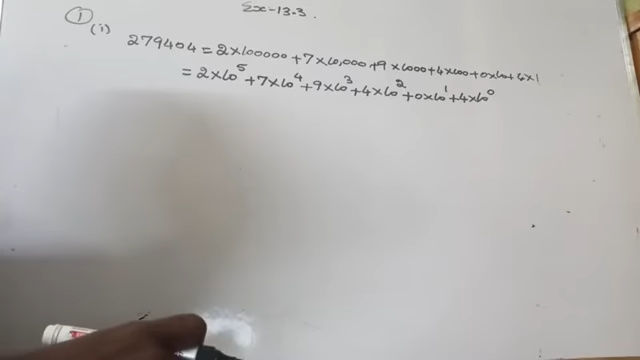 Ex-13.3.
① (i) 279404 = 2×100000 + 7×10,000 + 9×1000 + 4×100 + 0×10 + 4×1
= 2×10⁵ + 7×10⁴ + 9×10³ + 4×10² + 0×10¹ + 4×10⁰